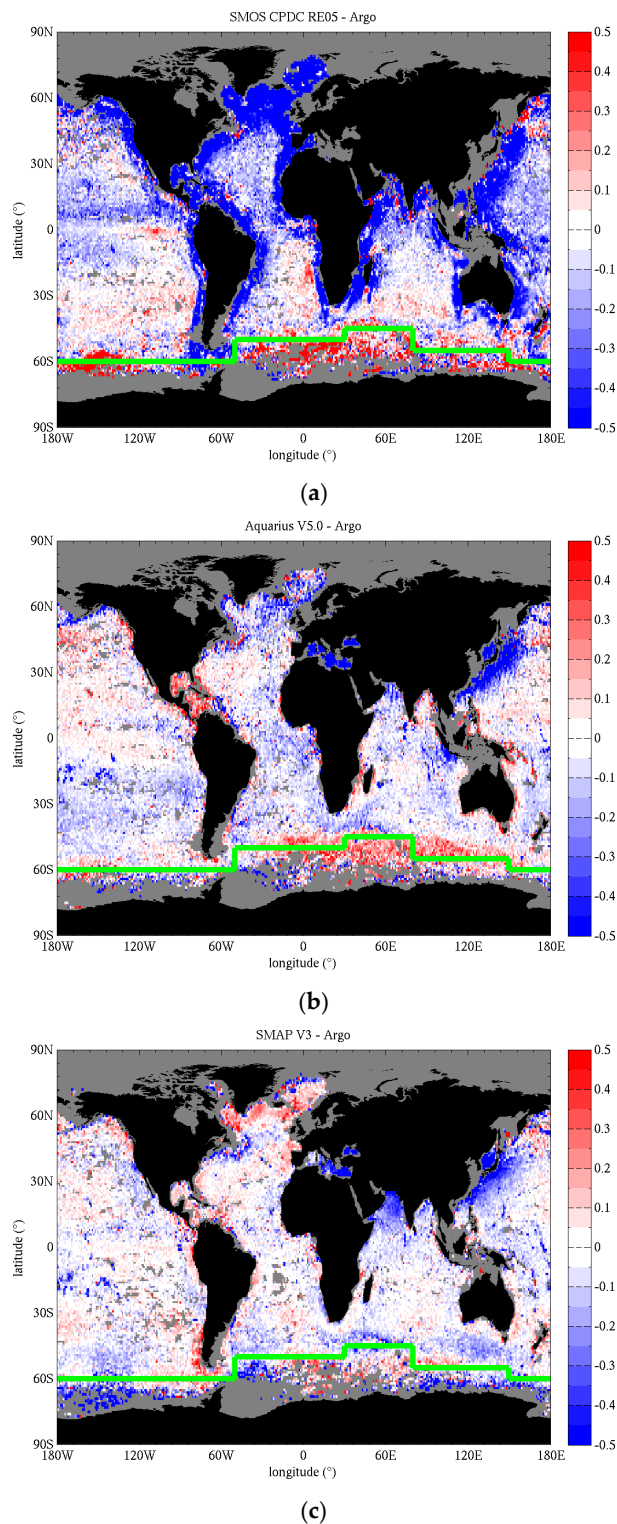 SMOS CPDC RE05 - Argo
90N
60N
30N
0
30S
60S
90S
latitude (°)
180W
120W
60W
0
60E
120E
180E
longitude (°)
0.5
0.4
0.3
0.2
0.1
0
-0.1
-0.2
-0.3
-0.4
-0.5
(a)
Aquarius V5.0 - Argo
90N
60N
30N
0
30S
60S
90S
latitude (°)
180W
120W
60W
0
60E
120E
180E
longitude (°)
0.5
0.4
0.3
0.2
0.1
0
-0.1
-0.2
-0.3
-0.4
-0.5
(b)
SMAP V3 - Argo
90N
60N
30N
0
30S
60S
90S
latitude (°)
180W
120W
60W
0
60E
120E
180E
longitude (°)
0.5
0.4
0.3
0.2
0.1
0
-0.1
-0.2
-0.3
-0.4
-0.5
(c)